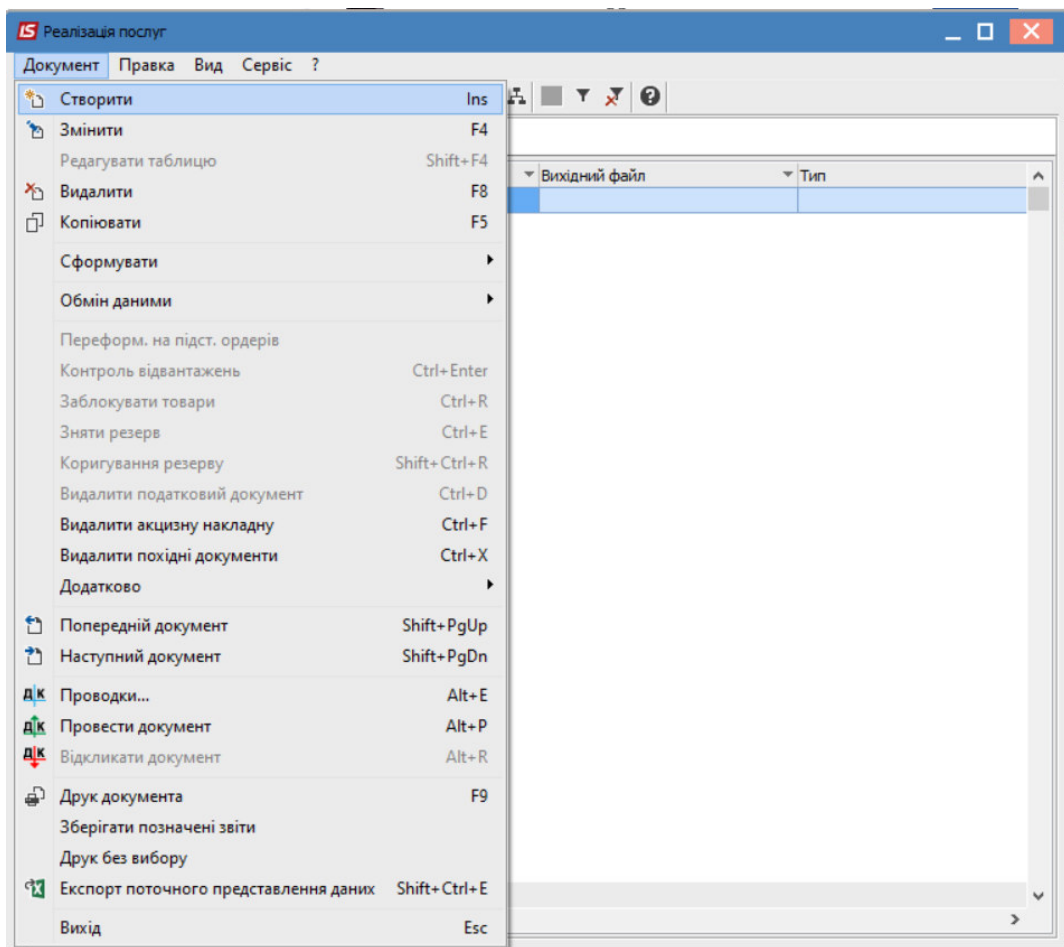 IS Реалізація послуг
Документ Правка Вид Сервіс ?
Створити Ins
Змінити F4
Редагувати таблицю Shift+F4
Вихідний файл Тип
Видалити F8
Копіювати F5
Сформувати
Обмін даними
Переформ. на підст. ордерів
Контроль відвантажень Ctrl+Enter
Заблокувати товари Ctrl+R
Зняти резерв Ctrl+E
Коригування резерву Shift+Ctrl+R
Видалити податковий документ Ctrl+D
Видалити акцизну накладну Ctrl+F
Видалити похідні документи Ctrl+X
Додатково
Попередній документ Shift+PgUp
Наступний документ Shift+PgDn
Д К Проводки... Alt+E
Д К Провести документ Alt+P
Д К Відкликати документ Alt+R
Друк документа F9
Зберігати позначені звіти
Друк без вибору
Експорт поточного представлення даних Shift+Ctrl+E
Вихід Esc